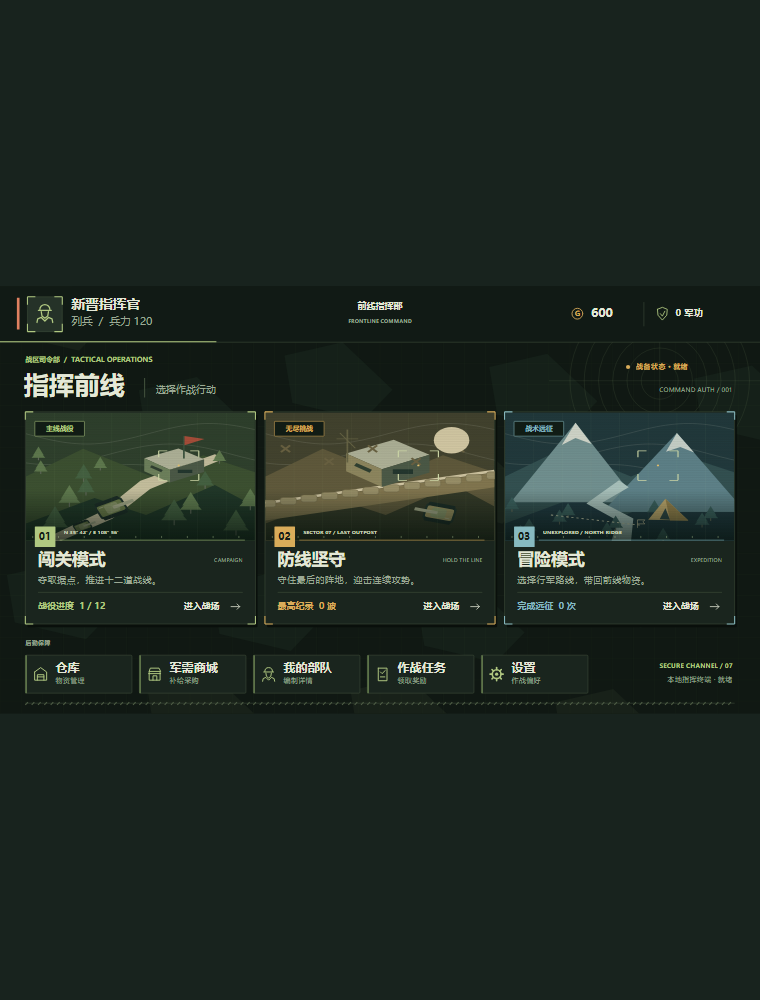 新晋指挥官
列兵 / 兵力 120
前线指挥部
FRONTLINE COMMAND
G 600
0 军功
战区司令部 / TACTICAL OPERATIONS
指挥前线
选择作战行动
战备状态 · 就绪
COMMAND AUTH / 001
主线战役
01
闯关模式
CAMPAIGN
夺取据点，推进十二道战线。
战役进度 1 / 12
进入战场 →
无尽挑战
02
SECTOR 07 / LAST OUTPOST
防线坚守
HOLD THE LINE
守住最后的阵地，迎击连续攻势。
最高纪录 0 波
进入战场 →
战术远征
03
UNEXPLORED / NORTH RIDGE
冒险模式
EXPEDITION
选择行军路线，带回前线物资。
完成远征 0 次
进入战场 →
后勤保障
仓库
物资管理
军需商城
补给采购
我的部队
编制详情
作战任务
领取奖励
设置
作战偏好
SECURE CHANNEL / 07
本地指挥终端 · 就绪